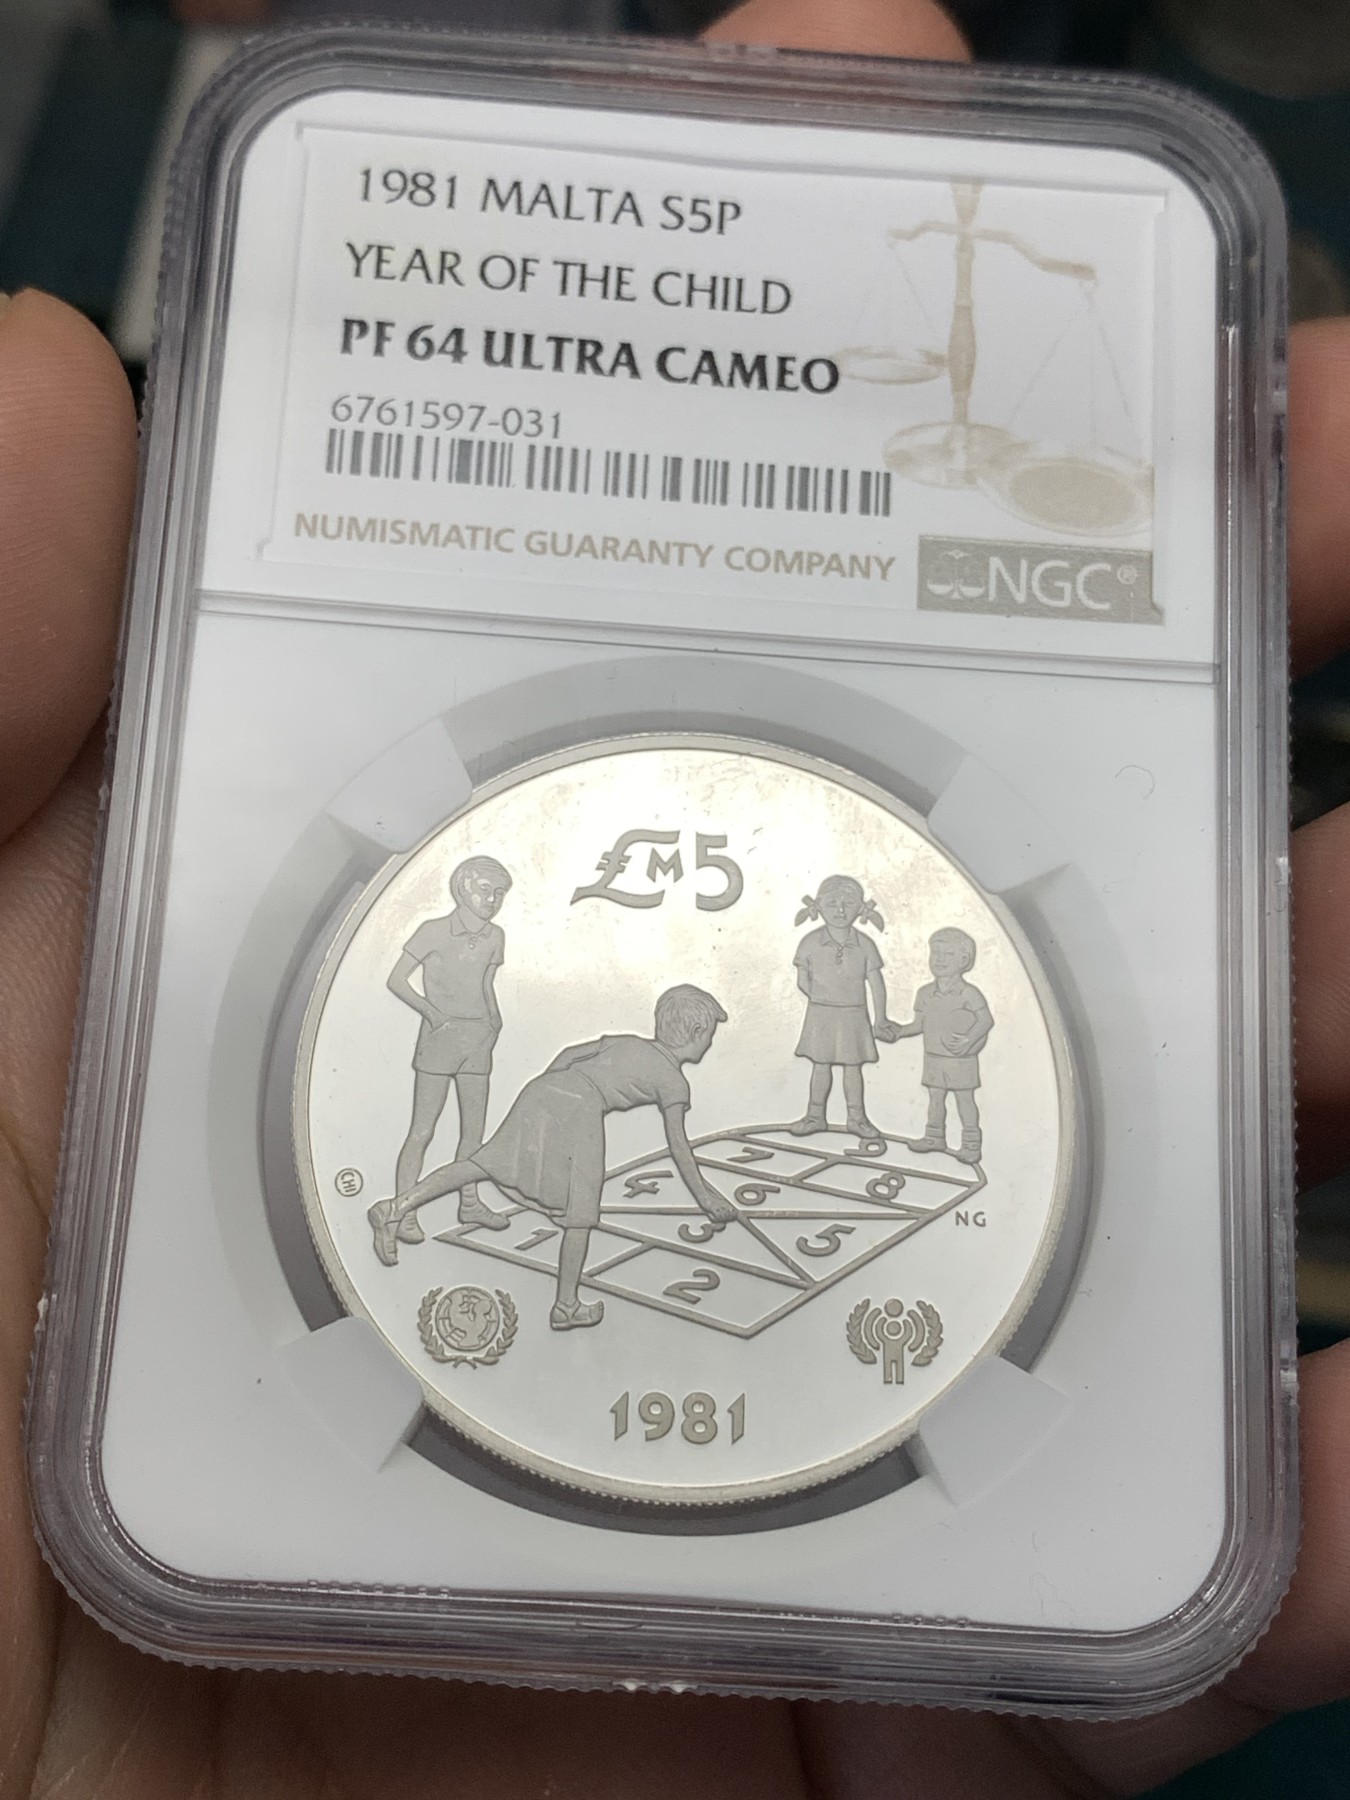 1981 MALTA S5P
YEAR OF THE CHILD
PF 64 ULTRA CAMEO
6761597-031
NUMISMATIC GUARANTY COMPANY
NGC®
£M5
9
7
8
4
6
3
5
1
2
CHI
NG
1981